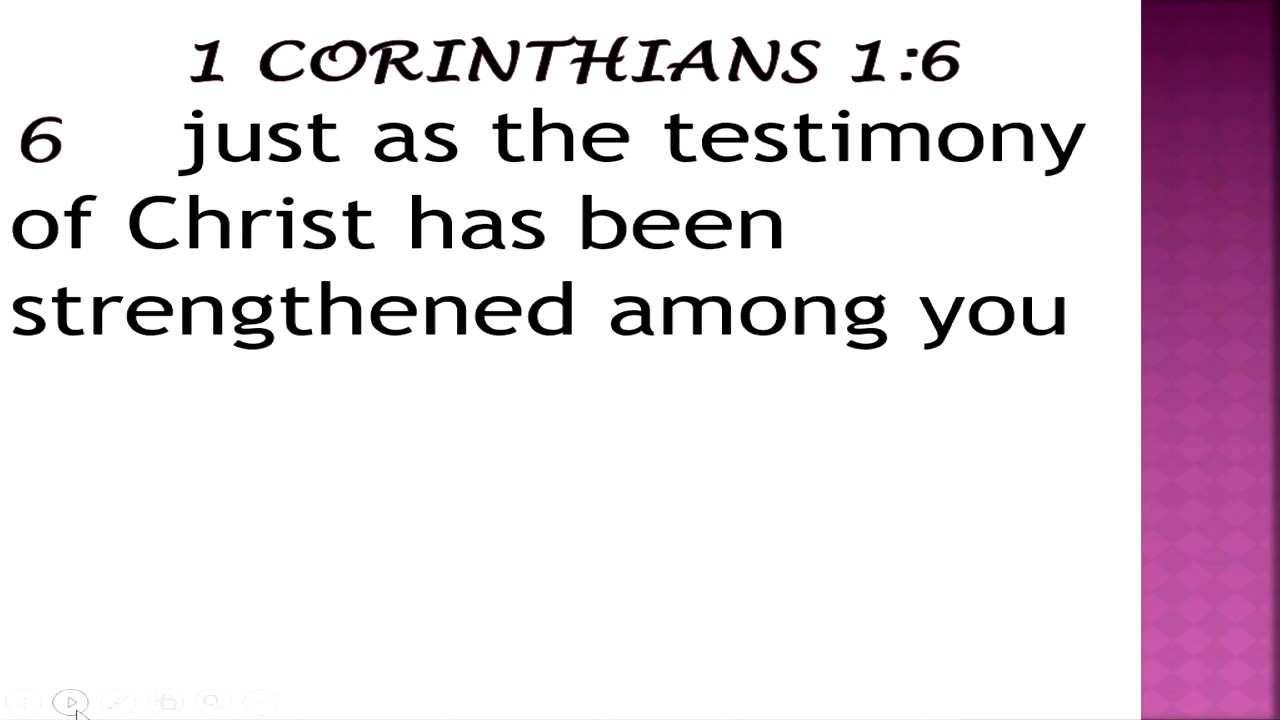 1 CORINTHIANS 1:6
6 just as the testimony
of Christ has been
strengthened among you